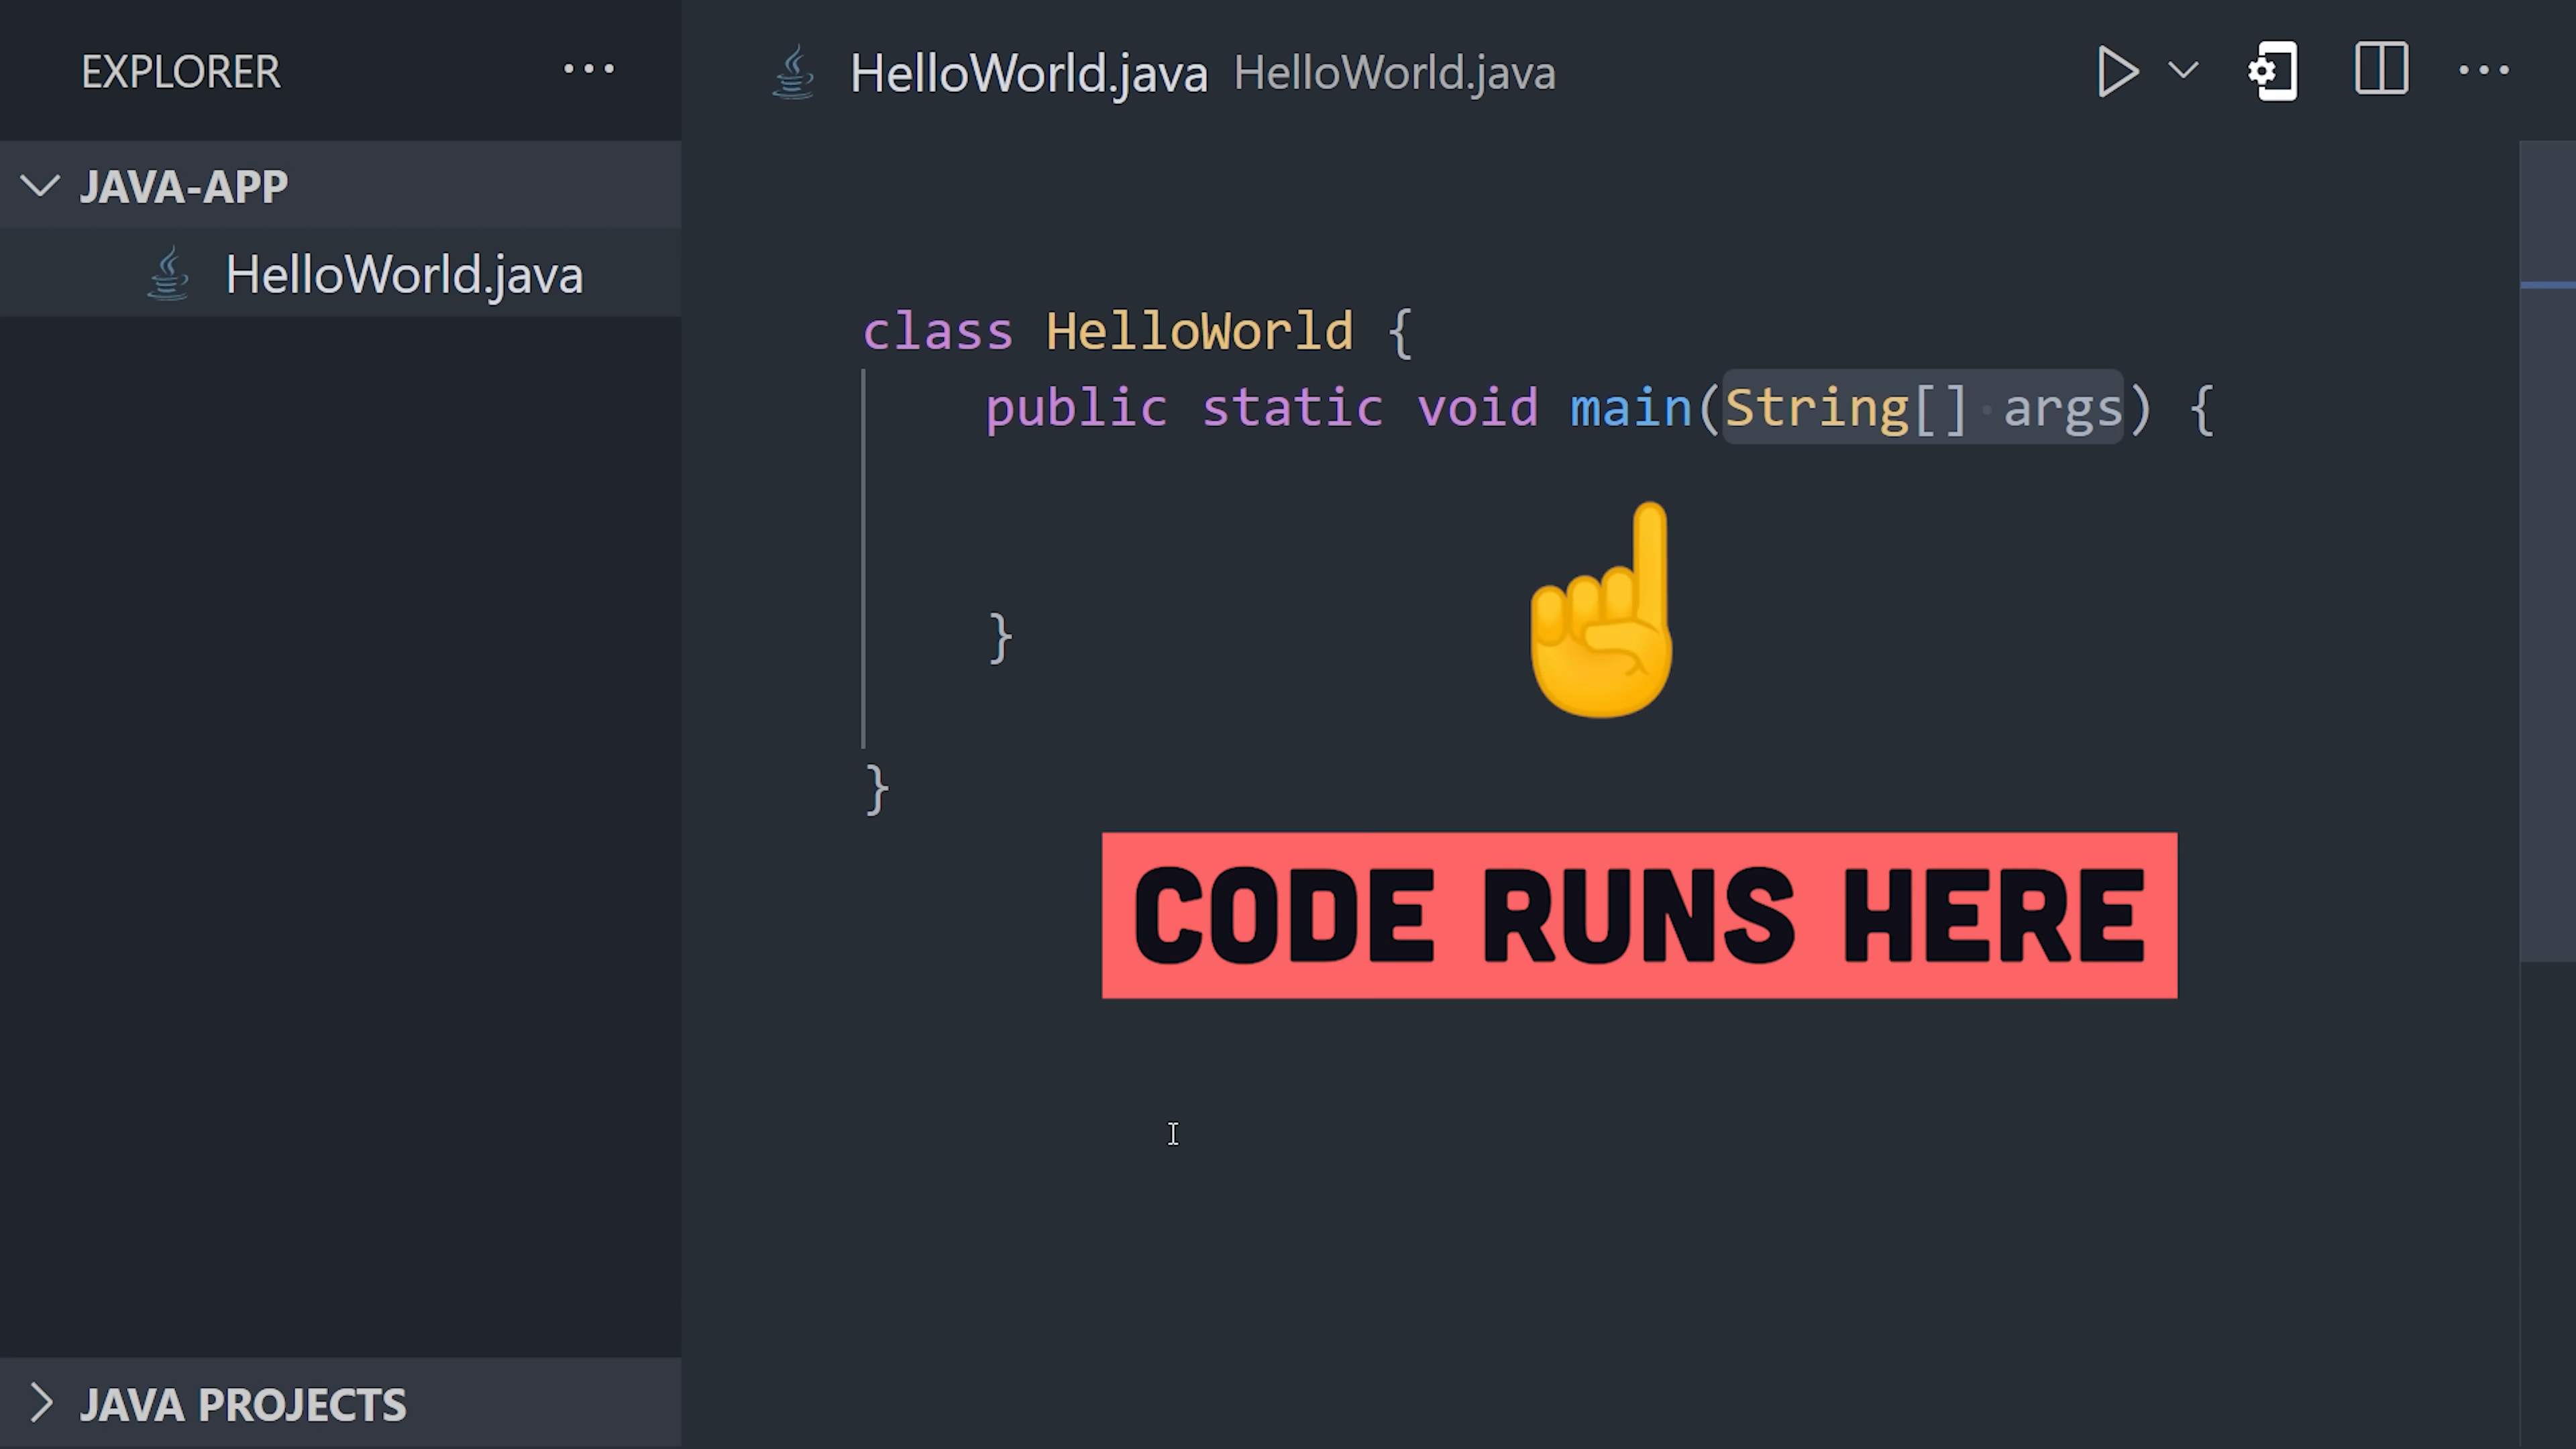 EXPLORER
JAVA-APP
HelloWorld.java
JAVA PROJECTS
HelloWorld.java HelloWorld.java
class HelloWorld {
public static void main(String[] args) {
}
}
CODE RUNS HERE